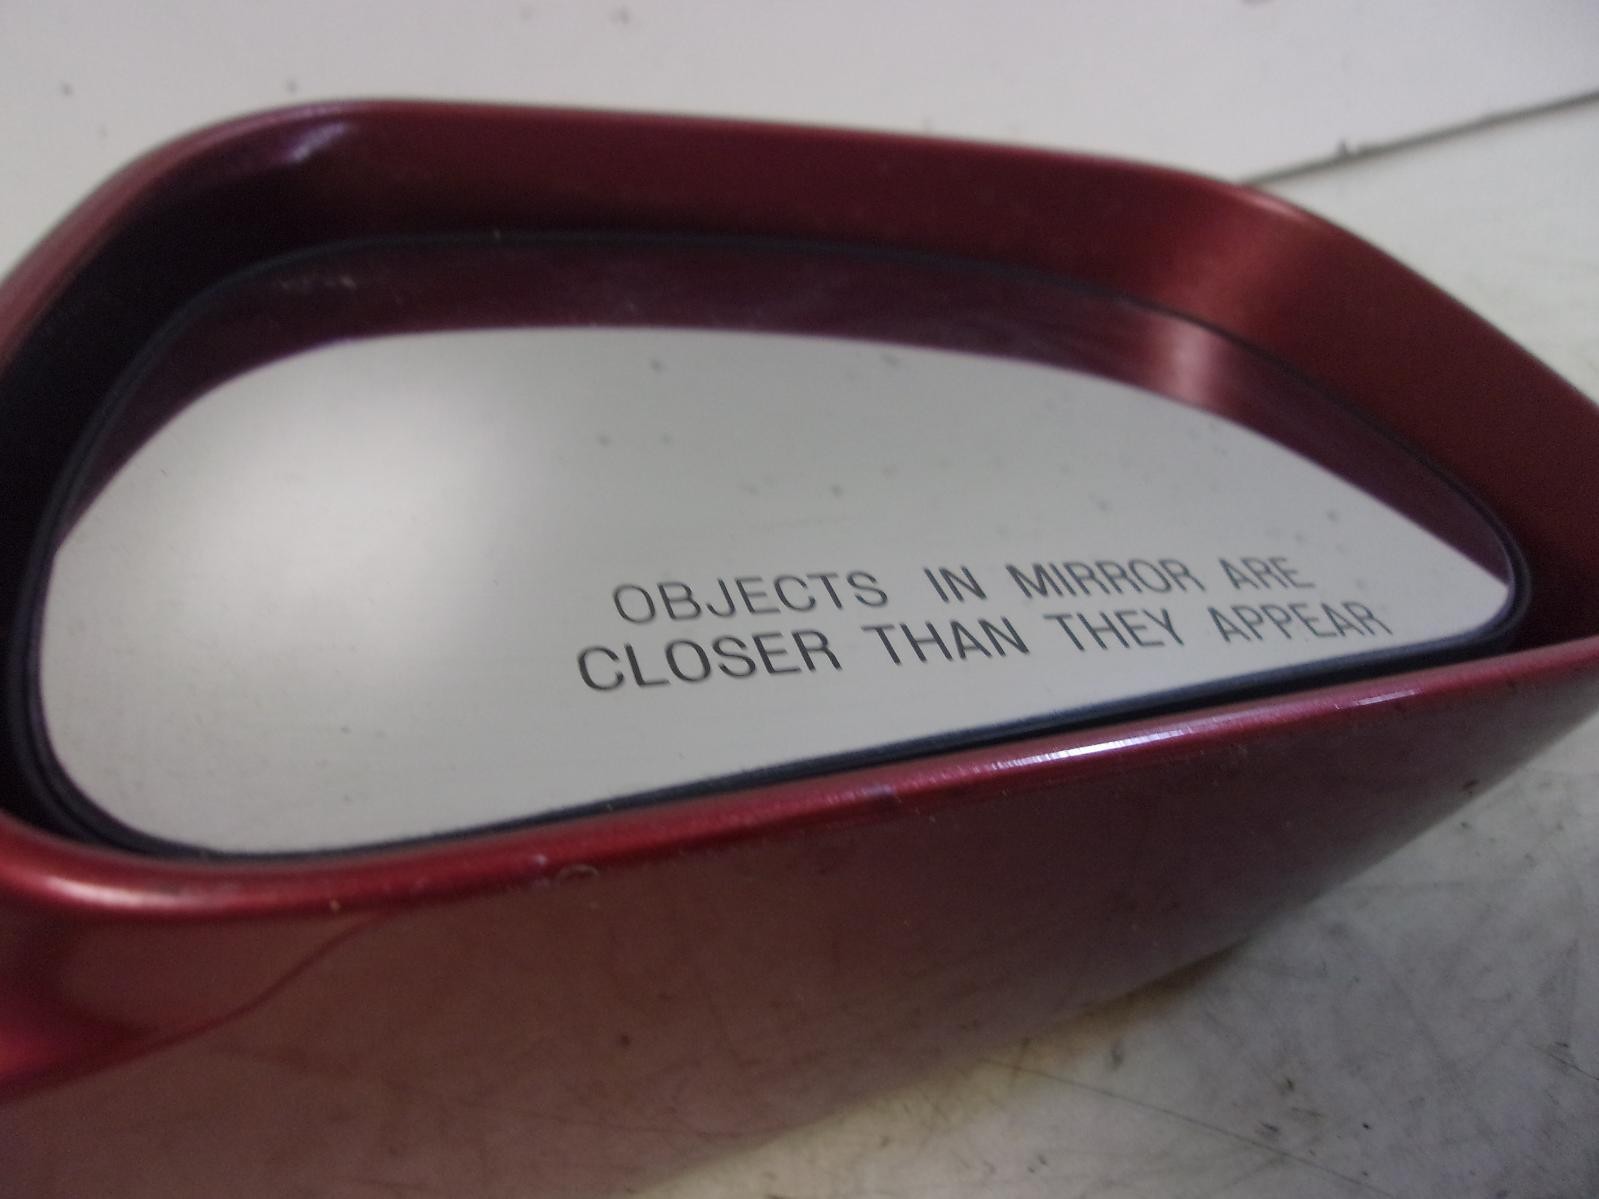 OBJECTS IN MIRROR ARE
CLOSER THAN THEY APPEAR